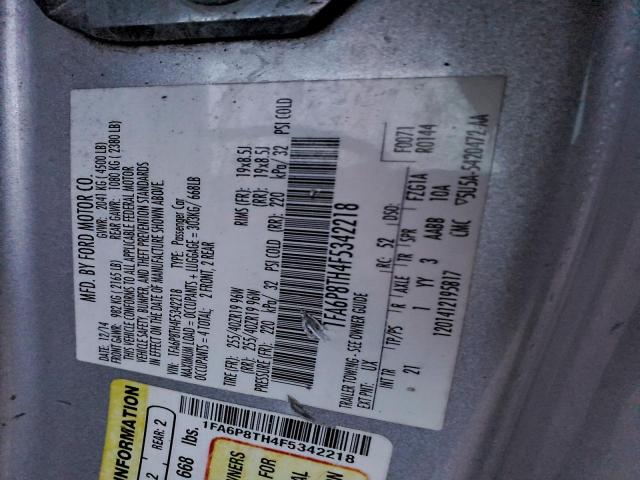 MFD. BY FORD MOTOR CO.
DATE: 12/14 GVWR: 2041 KG ( 4500 LB)
FRONT GAWR: 982 KG ( 2165 LB) REAR GAWR: 1080 KG ( 2380 LB)
THIS VEHICLE CONFORMS TO ALL APPLICABLE FEDERAL MOTOR
VEHICLE SAFETY, BUMPER, AND THEFT PREVENTION STANDARDS
IN EFFECT ON THE DATE OF MANUFACTURE SHOWN ABOVE
VIN: 1FA6P8TH4F5342218 TYPE: Passenger Car
MAXIMUM LOAD = OCCUPANTS + LUGGAGE = 303KG/ 668LB
OCCUPANTS = 4 TOTAL; 2 FRONT, 2 REAR
TIRE (FR): 255/40ZR19 96W RIMS (FR): 19x8.5J
(RR): 255/40ZR19 96W (RR): 19x8.5J
PRESSURE (FR): 220 kPa/ 32 PSI COLD (RR): 220 kPa/ 32 PSI COLD
1FA6P8TH4F5342218
TRAILER TOWING - SEE OWNER GUIDE F0071
EXT PNT: UX RC: 52 DSO: R0144
INT TR TP/PS R AXLE TR SPR FZG1A
21 1 YY 3 AABB 10A
1201412195817 CMC
5U5A-5420472-AA
INFORMATION
2 REAR: 2
668 lbs.
1FA6P8TH4F5342218
FOR